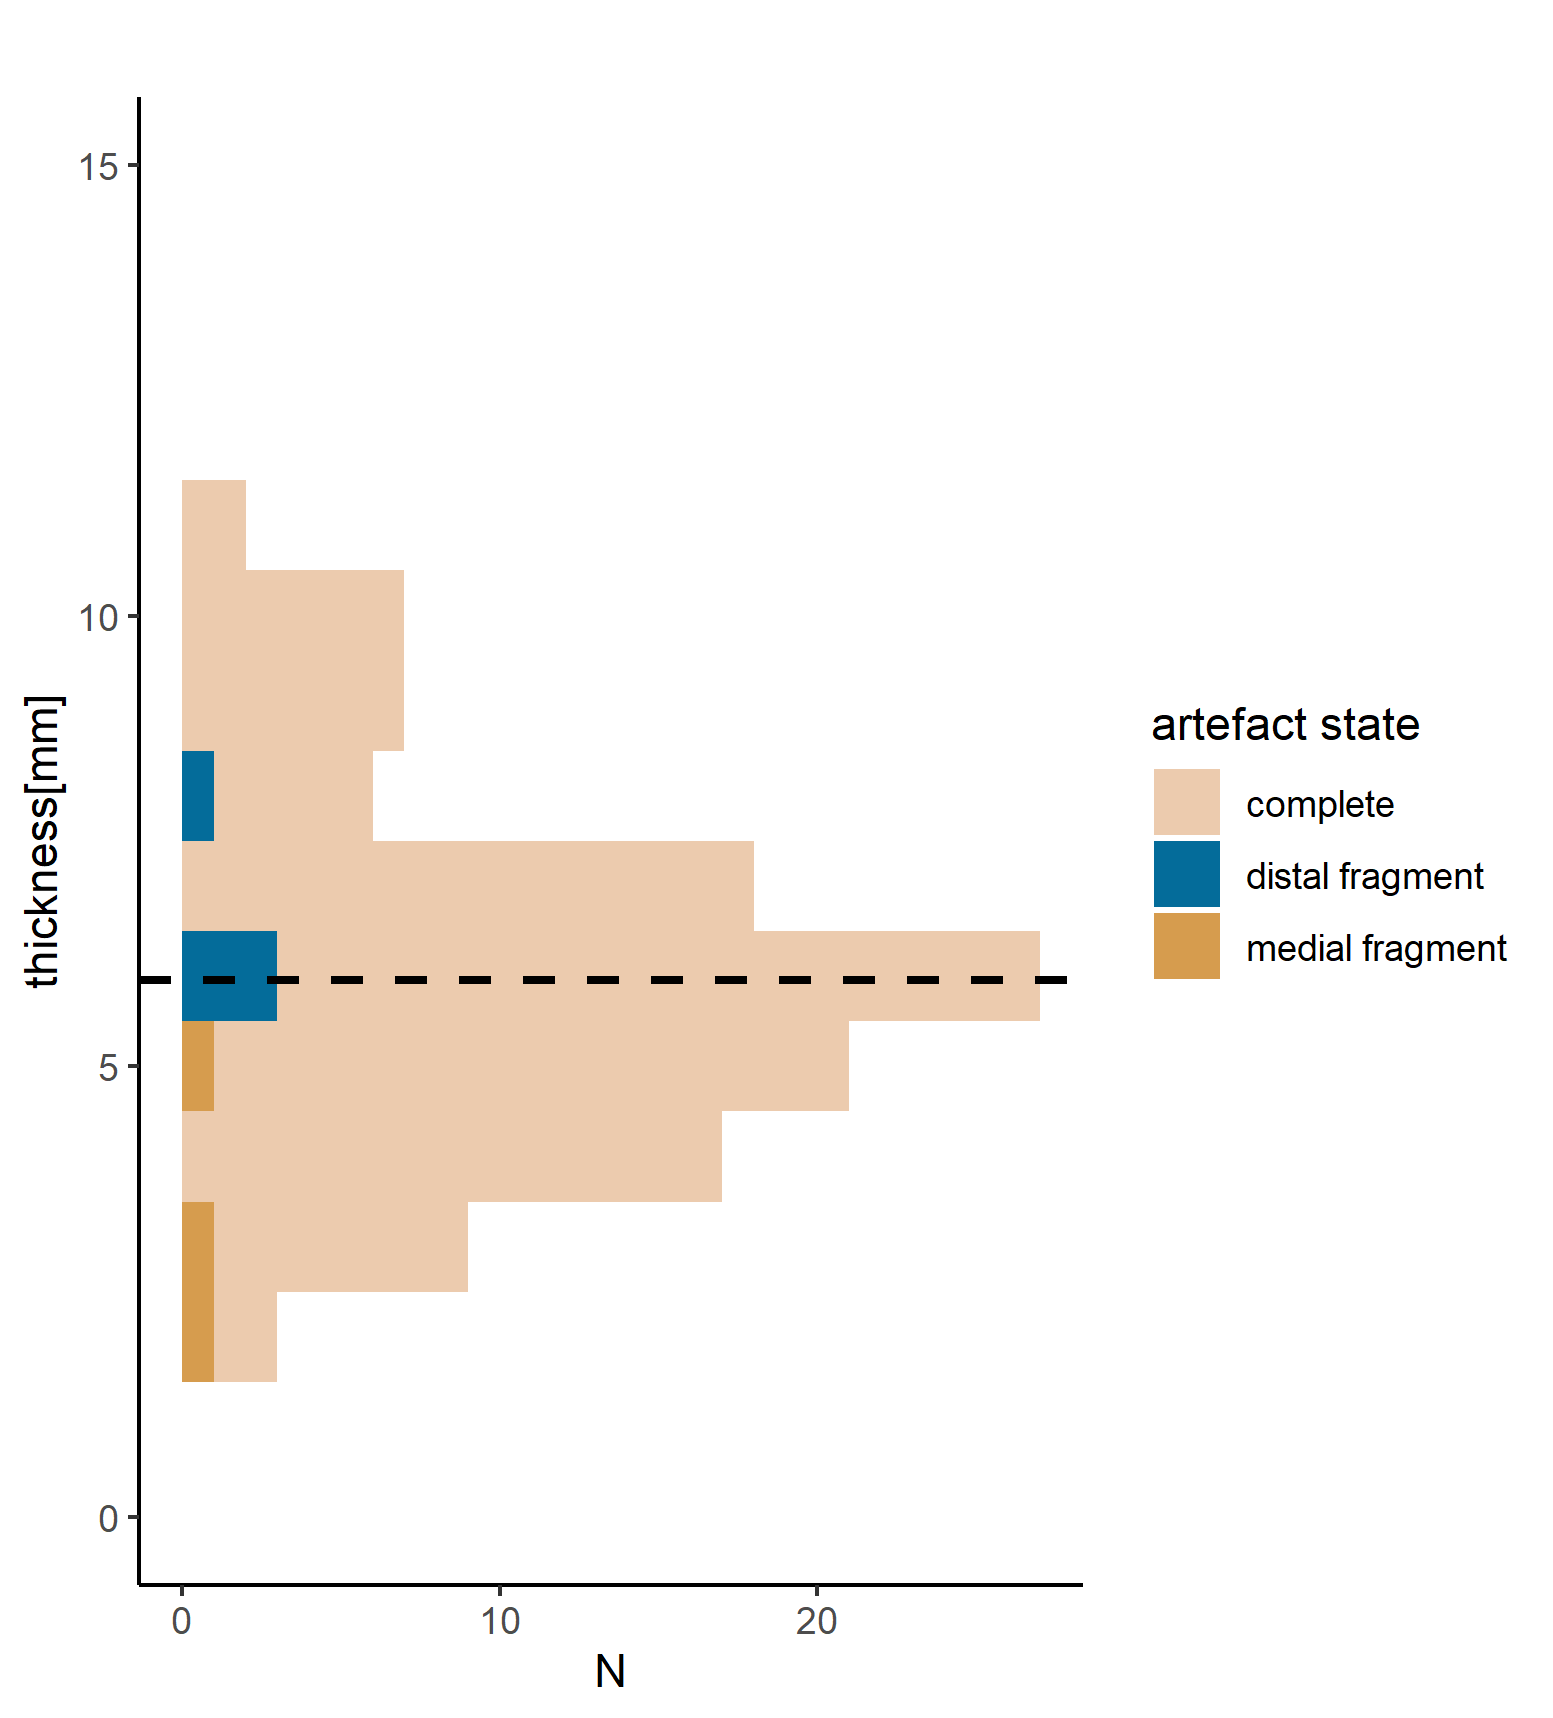 15
10
5
0
thickness[mm]
0 10 20
N
artefact state
complete
distal fragment
medial fragment